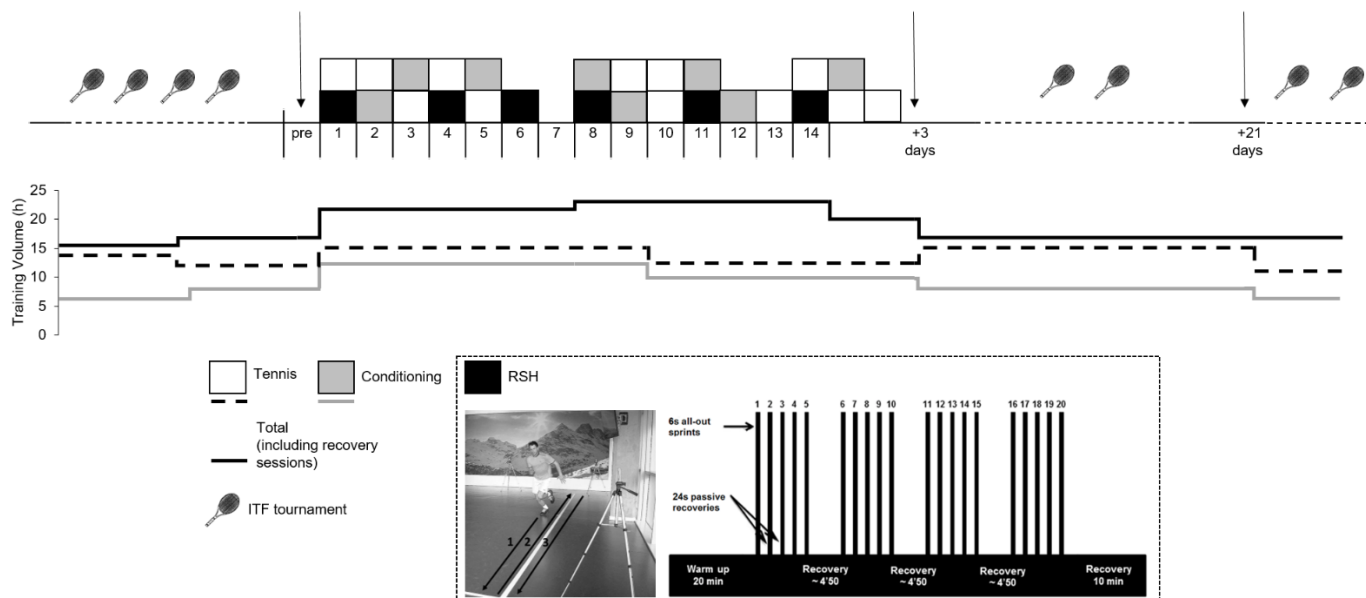 pre 1 2 3 4 5 6 7 8 9 10 11 12 13 14 +3 +21
days days
25
20
15
10
5
0
Training Volume (h)
Tennis Conditioning RSH
Total
(including recovery
sessions)
ITF tournament
1 2 3
1 2 3 4 5 6 7 8 9 10 11 12 13 14 15 16 17 18 19 20
6s all-out
sprints
24s passive
recoveries
Warm up Recovery Recovery Recovery Recovery
20 min ~ 4'50 ~ 4'50 ~ 4'50 10 min